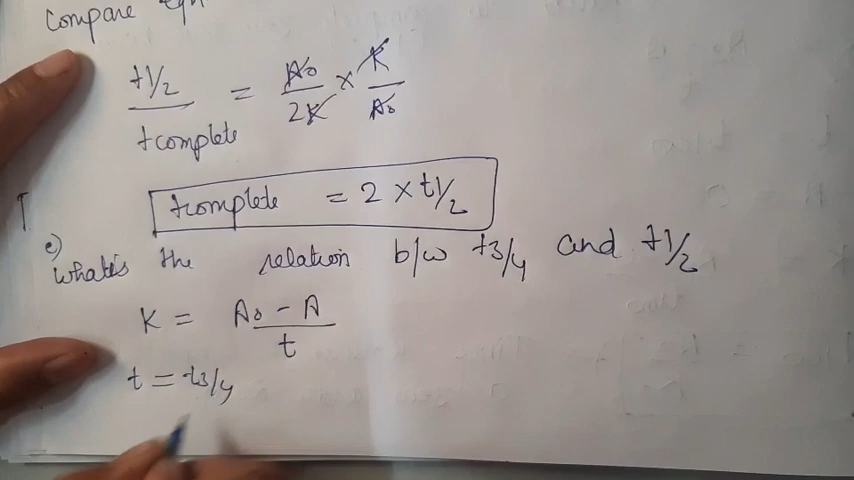 compare eqn
t1/2 / tcomplete = A0/2K × K/A0
tcomplete = 2 × t1/2
e)
what's the relation b/w t3/4 and t1/2
K = A0 - A / t
t = t3/4